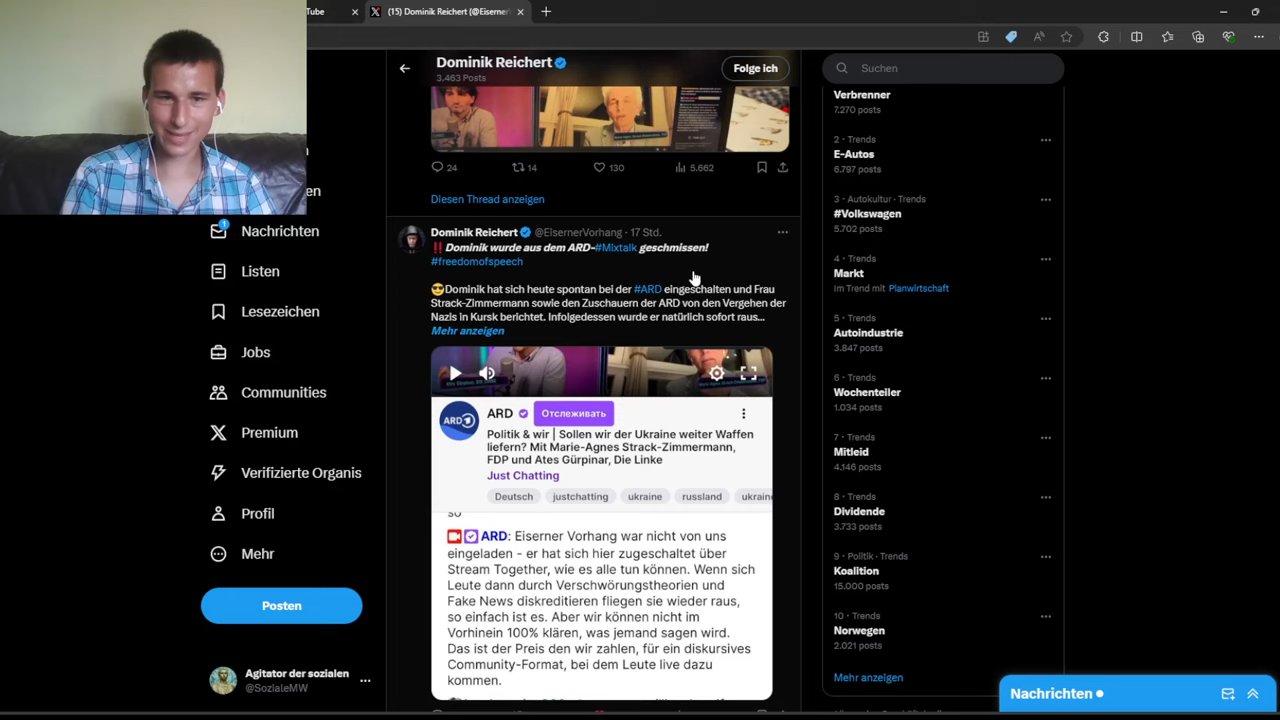 Tube
(15) Dominik Reichert (@Eiserner
Dominik Reichert
3.463 Posts
Folge ich
Suchen
24
14
130
5.662
Diesen Thread anzeigen
Dominik Reichert @EIsernerVorhang · 17 Std.
‼️Dominik wurde aus dem ARD-#Mixtalk geschmissen!
#freedomofspeech
😎Dominik hat sich heute spontan bei der #ARD eingeschalten und Frau
Strack-ZImmermann sowie den Zuschauern der ARD von den Vergehen der
Nazis in Kursk berichtet. Infolgedessen wurde er natürlich sofort raus...
Mehr anzeigen
ARD
Отслеживать
Politik & wir | Sollen wir der Ukraine weiter Waffen
liefern? Mit Marie-Agnes Strack-Zimmermann,
FDP und Ates Gürpinar, Die Linke
Just Chatting
Deutsch justchatting ukraine russland ukraine
so
ARD: Eiserner Vorhang war nicht von uns
eingeladen - er hat sich hier zugeschaltet über
Stream Together, wie es alle tun können. Wenn sich
Leute dann durch Verschwörungstheorien und
Fake News diskreditieren fliegen sie wieder raus,
so einfach ist es. Aber wir können nicht im
Vorhinein 100% klären, was jemand sagen wird.
Das ist der Preis den wir zahlen, für ein diskursives
Community-Format, bei dem Leute live dazu
kommen.
en
1
Nachrichten
Listen
Lesezeichen
Jobs
Communities
Premium
Verifizierte Organis
Profil
Mehr
Posten
Agitator der sozialen
@SozialeMW
Verbrenner
7.270 posts
2 · Trends
E-Autos
6.797 posts
3 · Autokultur · Trends
#Volkswagen
5.702 posts
4 · Trends
Markt
Im Trend mit Planwirtschaft
5 · Trends
Autoindustrie
3.847 posts
6 · Trends
Wochenteiler
1.034 posts
7 · Trends
Mitleid
4.146 posts
8 · Trends
Dividende
3.733 posts
9 · Politik · Trends
Koalition
15.000 posts
10 · Trends
Norwegen
2.021 posts
Mehr anzeigen
Nachrichten